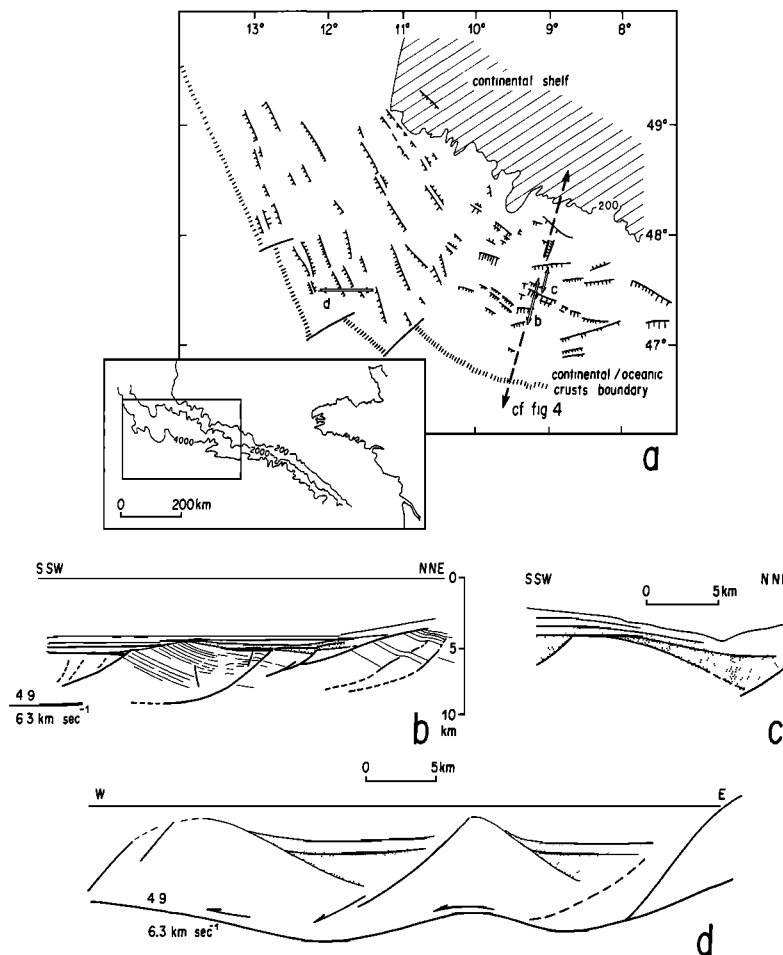 13° 12° 11° 10° 9° 8°
continental shelf
49°
200
48°
c
d
b
47°
continental/oceanic
crusts boundary
cf fig 4
a
4000
2000
200
0 200km
SSW NNE 0
5
10
km
4 9
6.3 km sec⁻¹
b
SSW 0 5km NNE
c
0 5km
W E
4 9
6.3 km sec⁻¹
d